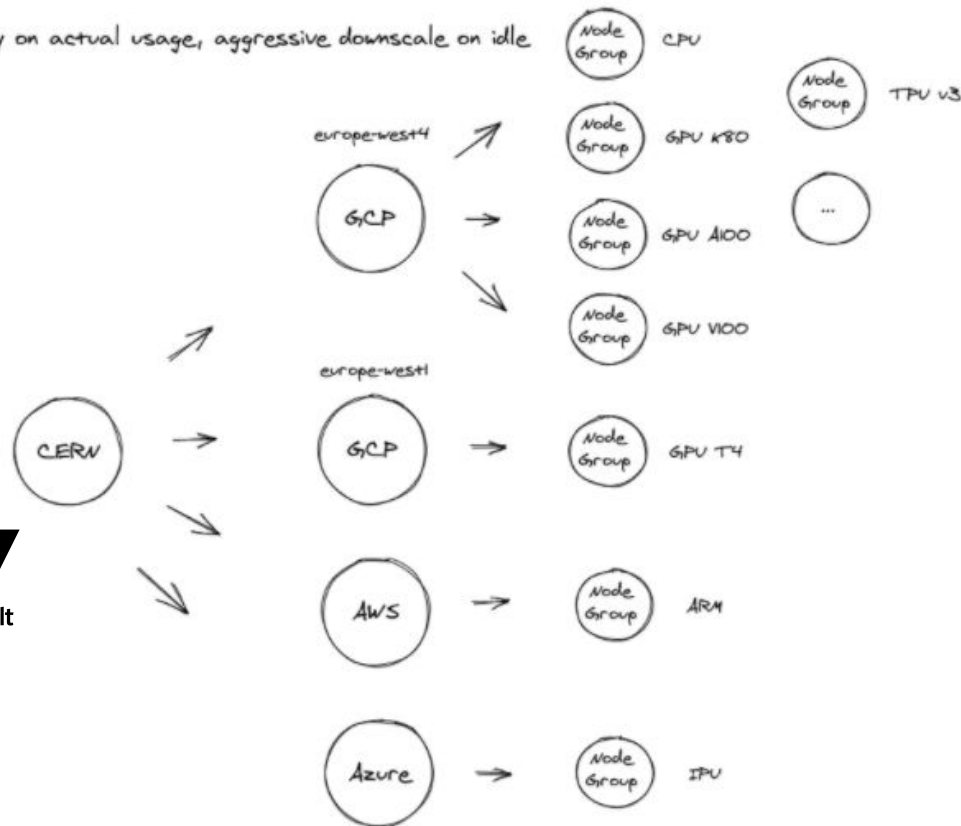 on actual usage, aggressive downscale on idle
Node
Group
CPU
Node
Group
TPU v3
europe-west4
Node
Group
GPU K80
GCP
Node
Group
GPU A100
...
Node
Group
GPU V100
europe-west1
CERN
GCP
Node
Group
GPU T4
lt
AWS
Node
Group
ARM
Azure
Node
Group
IPU